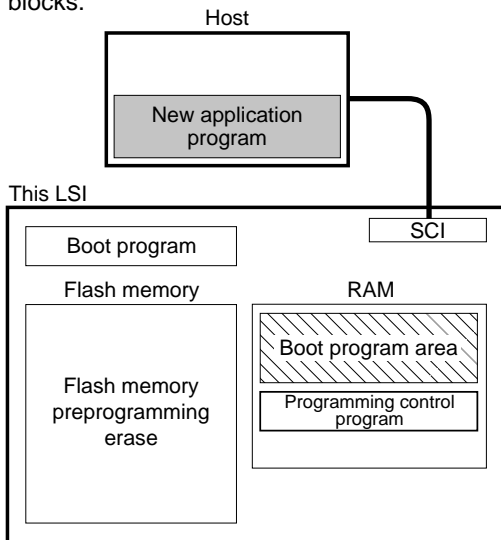 blocks.
Host
New application
program
This LSI
SCI
Boot program
Flash memory
RAM
Boot program area
Flash memory
preprogramming
erase
Programming control
program